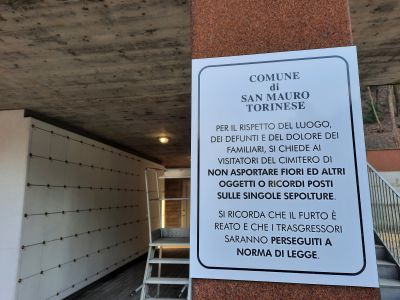 COMUNE
di
SAN MAURO
TORINESE
PER IL RISPETTO DEL LUOGO,
DEI DEFUNTI E DEL DOLORE DEI
FAMILIARI, SI CHIEDE AI
VISITATORI DEL CIMITERO DI
NON ASPORTARE FIORI ED ALTRI
OGGETTI O RICORDI POSTI
SULLE SINGOLE SEPOLTURE.
SI RICORDA CHE IL FURTO È
REATO E CHE I TRASGRESSORI
SARANNO PERSEGUITI A
NORMA DI LEGGE.